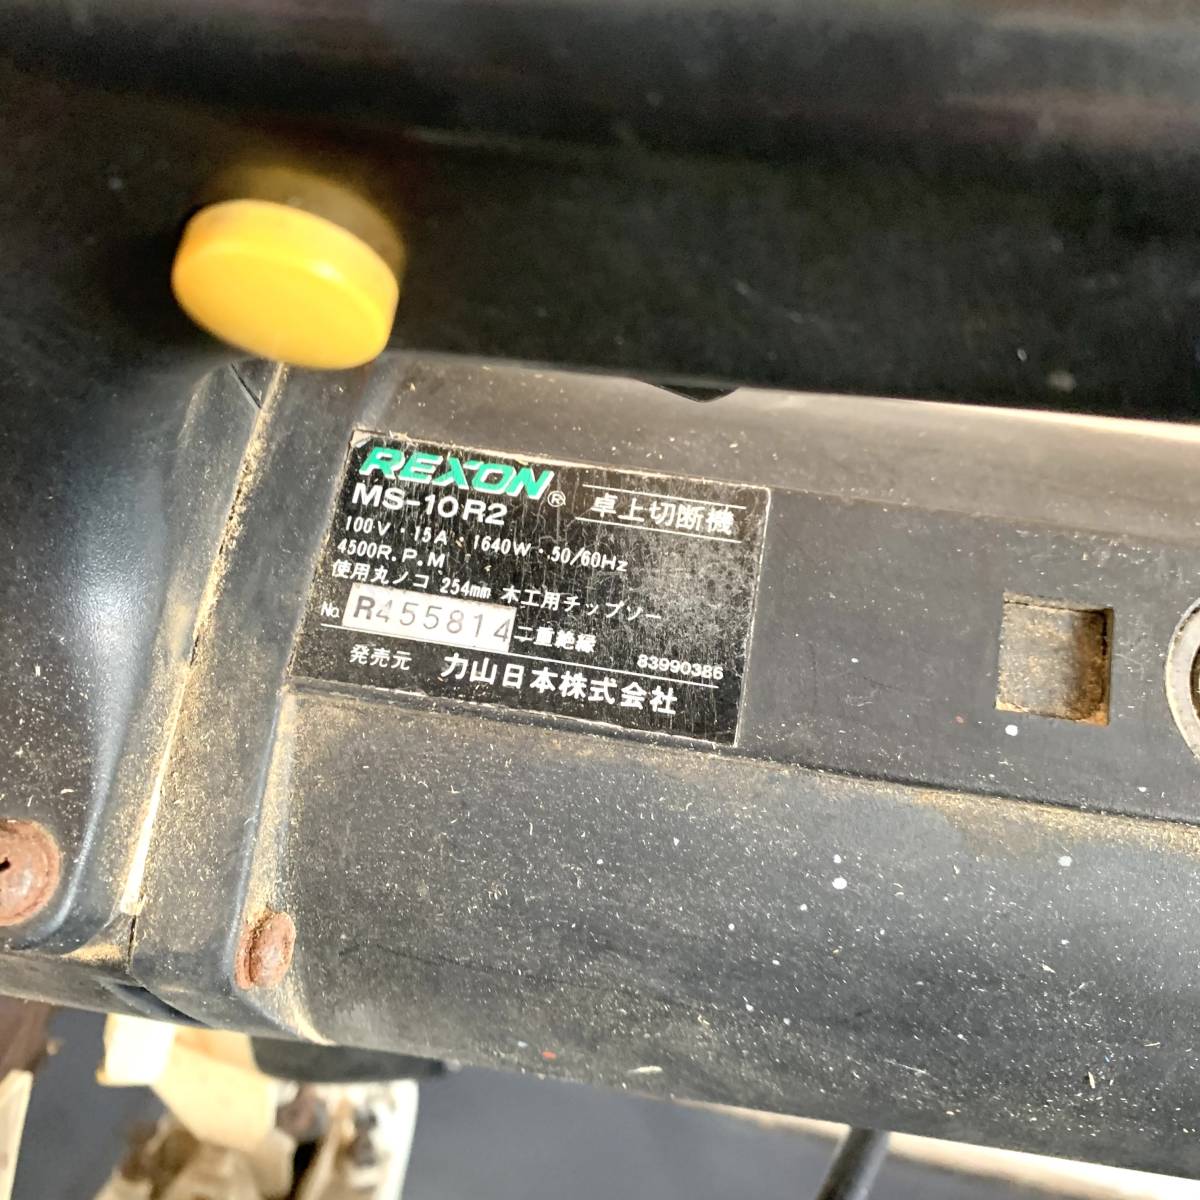 REXON®
卓上切断機
MS-10R2
100V・15A・1640W・50/60Hz
4500R.P.M
使用丸ノコ 254mm 木工用チップソー
No. R455814 二重絶縁 83990386
発売元 力山日本株式会社